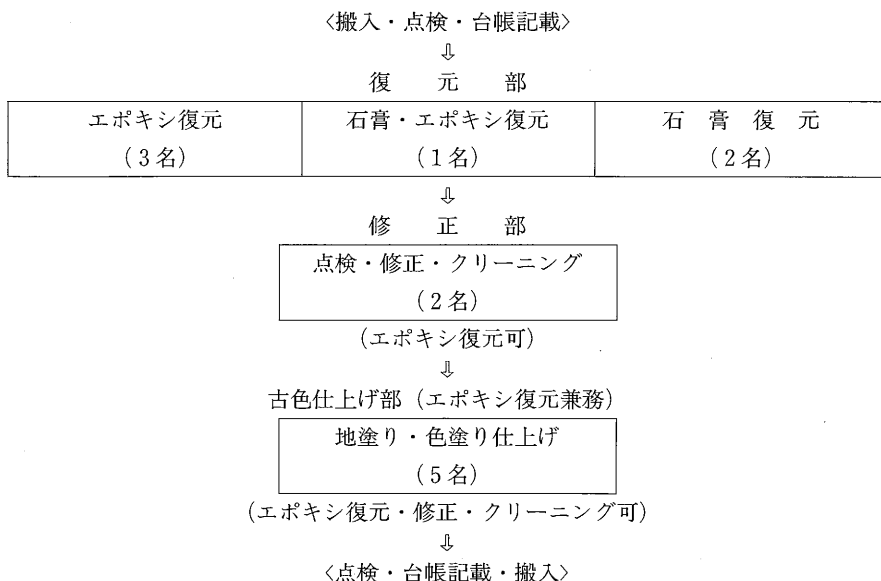 〈搬入・点検・台帳記載〉
⇩
復元部
エポキシ復元 石膏・エポキシ復元 石膏復元
(3名) (1名) (2名)
⇩
修正部
点検・修正・クリーニング
(2名)
(エポキシ復元可)
⇩
古色仕上げ部(エポキシ復元兼務)
地塗り・色塗り仕上げ
(5名)
(エポキシ復元・修正・クリーニング可)
⇩
〈点検・台帳記載・搬入〉